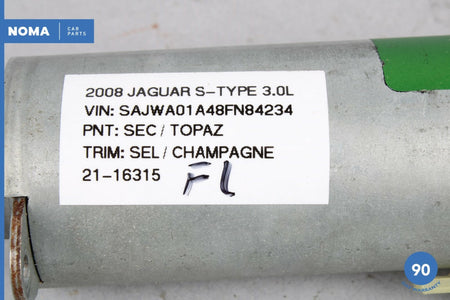 NOMA CAR PARTS
2008 JAGUAR S-TYPE 3.0L
VIN: SAJWA01A48FN84234
PNT: SEC / TOPAZ
TRIM: SEL / CHAMPAGNE
21-16315 FL
90
WARRANTY